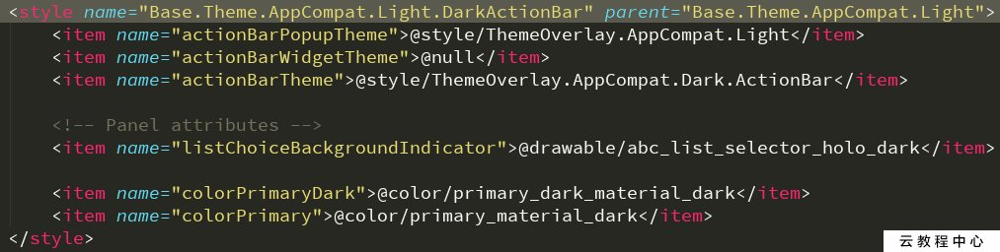 <style name="Base.Theme.AppCompat.Light.DarkActionBar" parent="Base.Theme.AppCompat.Light">
    <item name="actionBarPopupTheme">@style/ThemeOverlay.AppCompat.Light</item>
    <item name="actionBarWidgetTheme">@null</item>
    <item name="actionBarTheme">@style/ThemeOverlay.AppCompat.Dark.ActionBar</item>

    <!-- Panel attributes -->
    <item name="listChoiceBackgroundIndicator">@drawable/abc_list_selector_holo_dark</item>

    <item name="colorPrimaryDark">@color/primary_dark_material_dark</item>
    <item name="colorPrimary">@color/primary_material_dark</item>
</style>
云教程中心